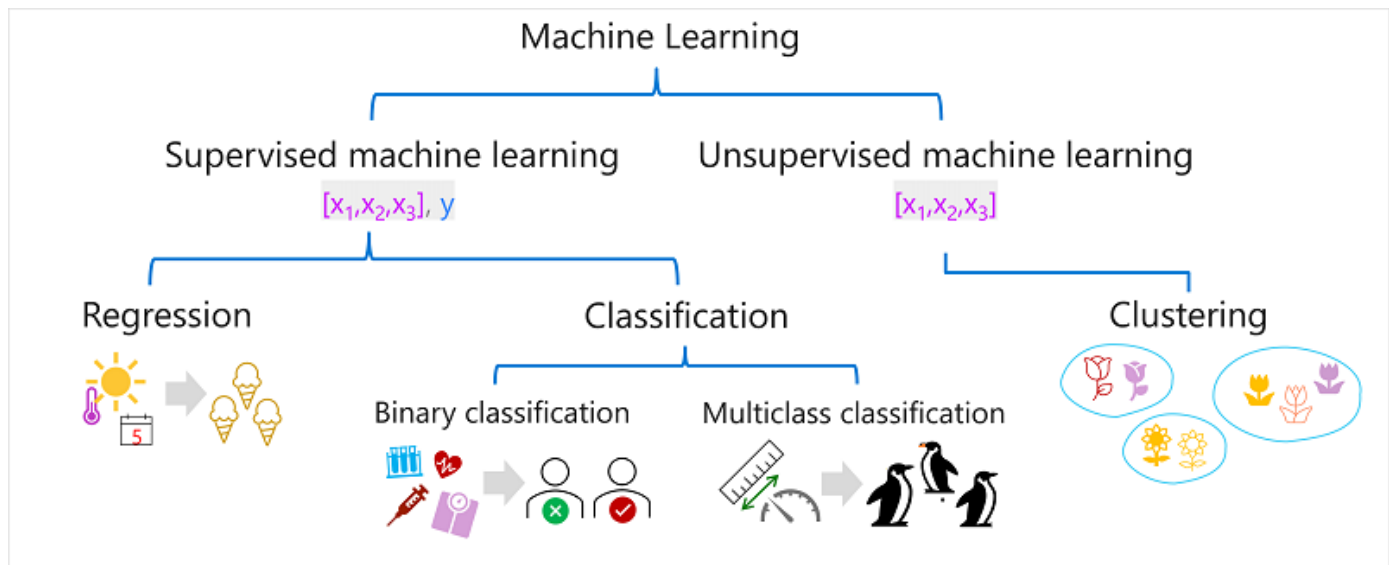 Machine Learning
Supervised machine learning
Unsupervised machine learning
[x₁,x₂,x₃], y
[x₁,x₂,x₃]
Regression
Classification
Clustering
5
Binary classification
Multiclass classification